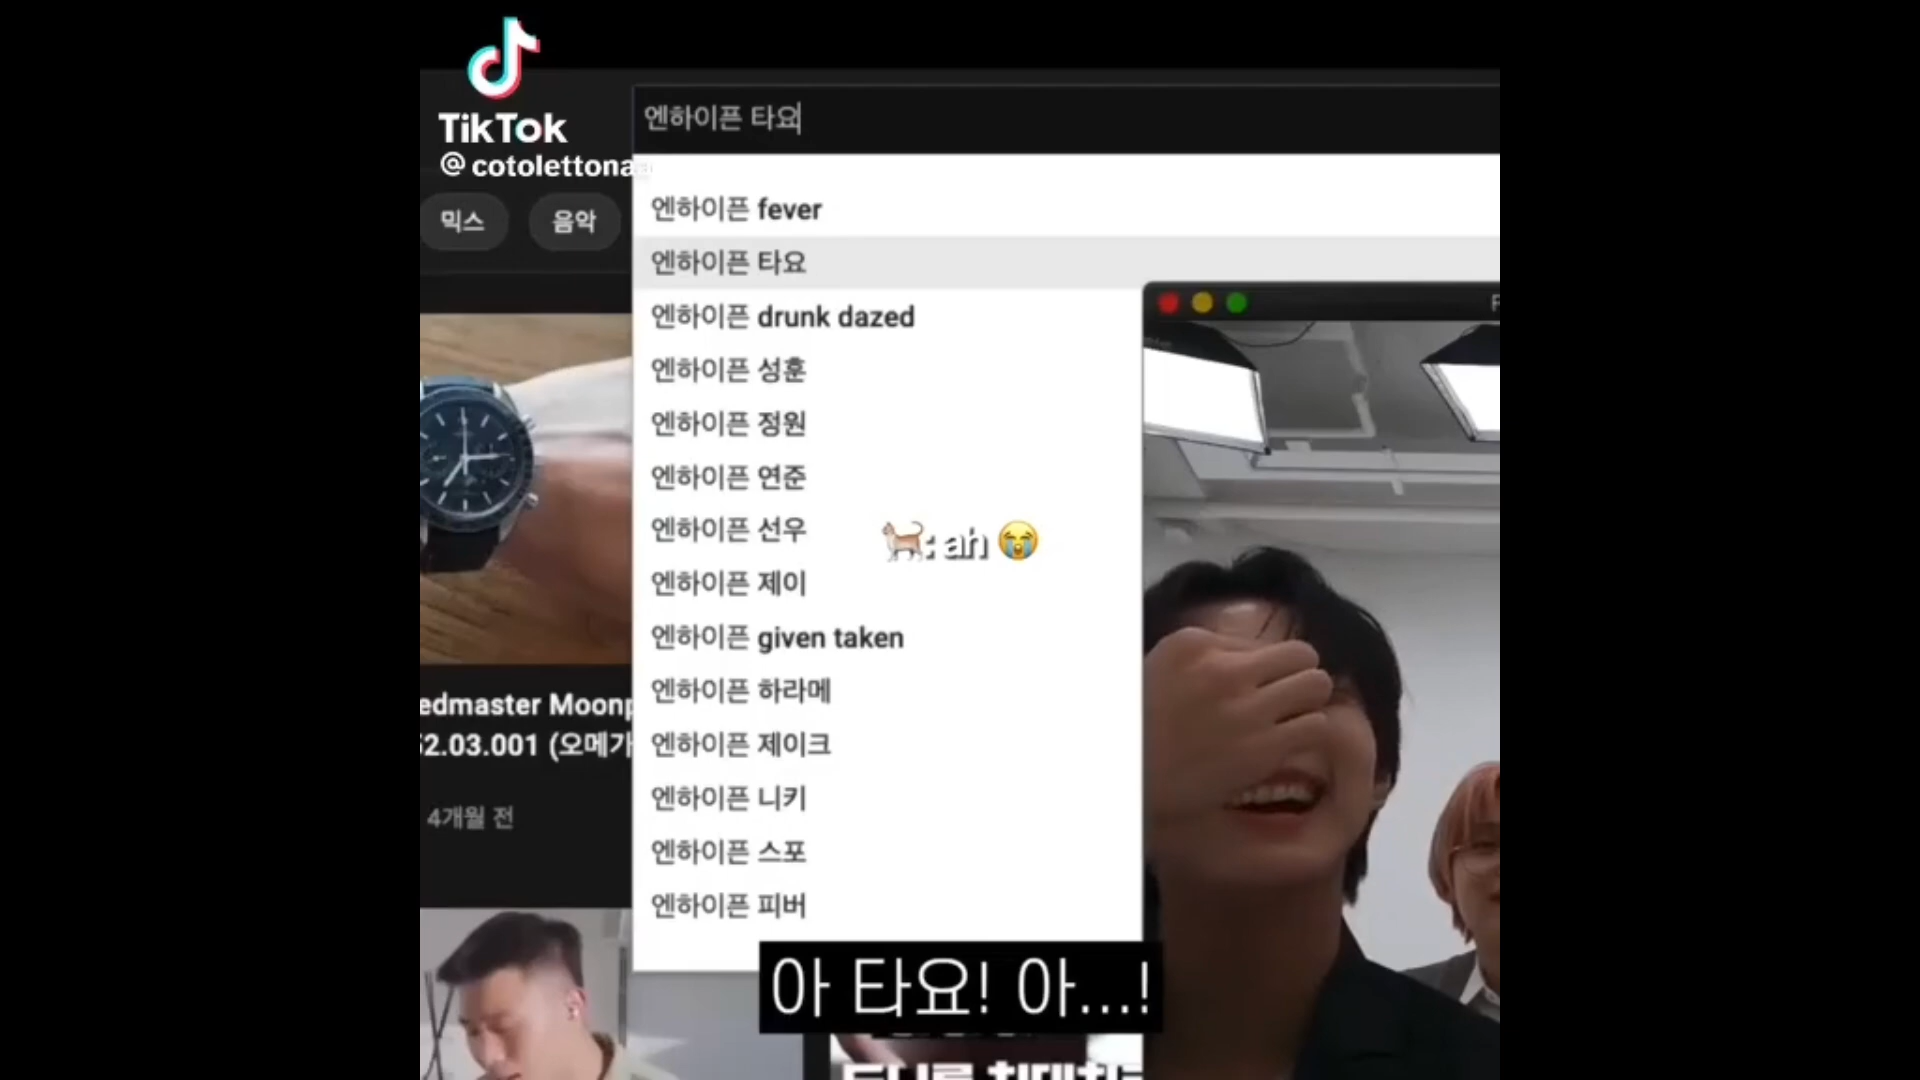 TikTok
@cotolettona
엔하이픈 타요
믹스
음악
엔하이픈 fever
엔하이픈 타요
엔하이픈 drunk dazed
엔하이픈 성훈
엔하이픈 정원
엔하이픈 연준
엔하이픈 선우
: ah
엔하이픈 제이
엔하이픈 given taken
엔하이픈 하라메
엔하이픈 제이크
엔하이픈 니키
엔하이픈 스포
엔하이픈 피버
edmaster Moonp
52.03.001 (오메가
4개월 전
아 타요! 아...!